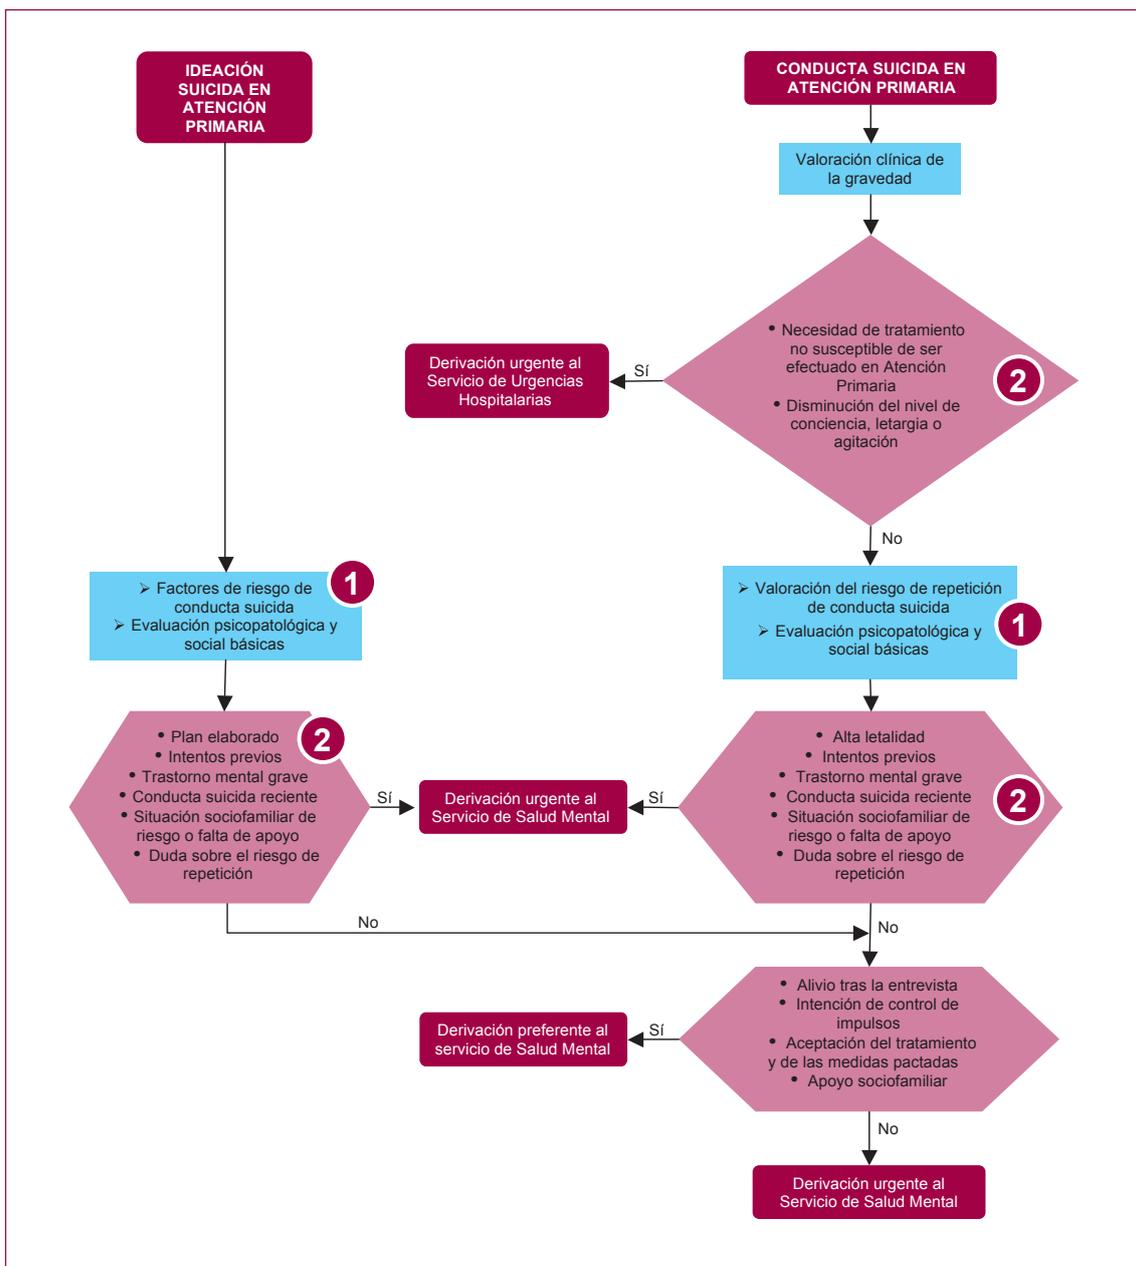 IDEACIÓN
SUICIDA EN
ATENCIÓN
PRIMARIA
CONDUCTA SUICIDA EN
ATENCIÓN PRIMARIA
Valoración clínica de
la gravedad
• Necesidad de tratamiento
no susceptible de ser
efectuado en Atención
Primaria
• Disminución del nivel de
conciencia, letargia o
agitación
2
Sí
Derivación urgente al
Servicio de Urgencias
Hospitalarias
No
➢ Factores de riesgo de
conducta suicida
➢ Evaluación psicopatológica y
social básicas
1
➢ Valoración del riesgo de repetición
de conducta suicida
➢ Evaluación psicopatológica y
social básicas
1
• Plan elaborado
• Intentos previos
• Trastorno mental grave
• Conducta suicida reciente
• Situación sociofamiliar de
riesgo o falta de apoyo
• Duda sobre el riesgo de
repetición
2
Sí
Derivación urgente al
Servicio de Salud Mental
Sí
• Alta letalidad
• Intentos previos
• Trastorno mental grave
• Conducta suicida reciente
• Situación sociofamiliar de
riesgo o falta de apoyo
• Duda sobre el riesgo de
repetición
2
No
No
• Alivio tras la entrevista
• Intención de control de
impulsos
• Aceptación del tratamiento
y de las medidas pactadas
• Apoyo sociofamiliar
Sí
Derivación preferente al
servicio de Salud Mental
No
Derivación urgente al
Servicio de Salud Mental